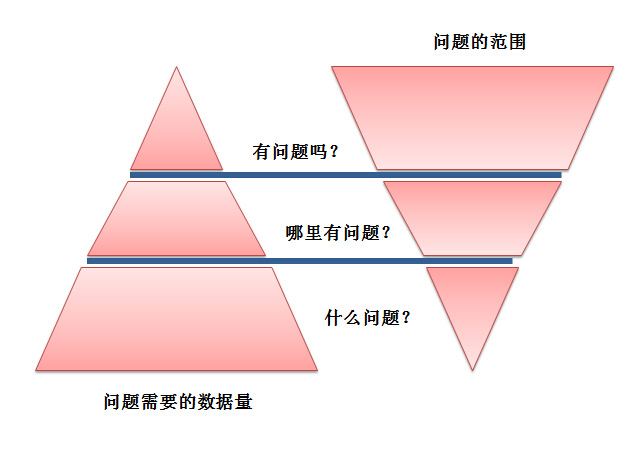 问题的范围
有问题吗？
哪里有问题？
什么问题？
问题需要的数据量